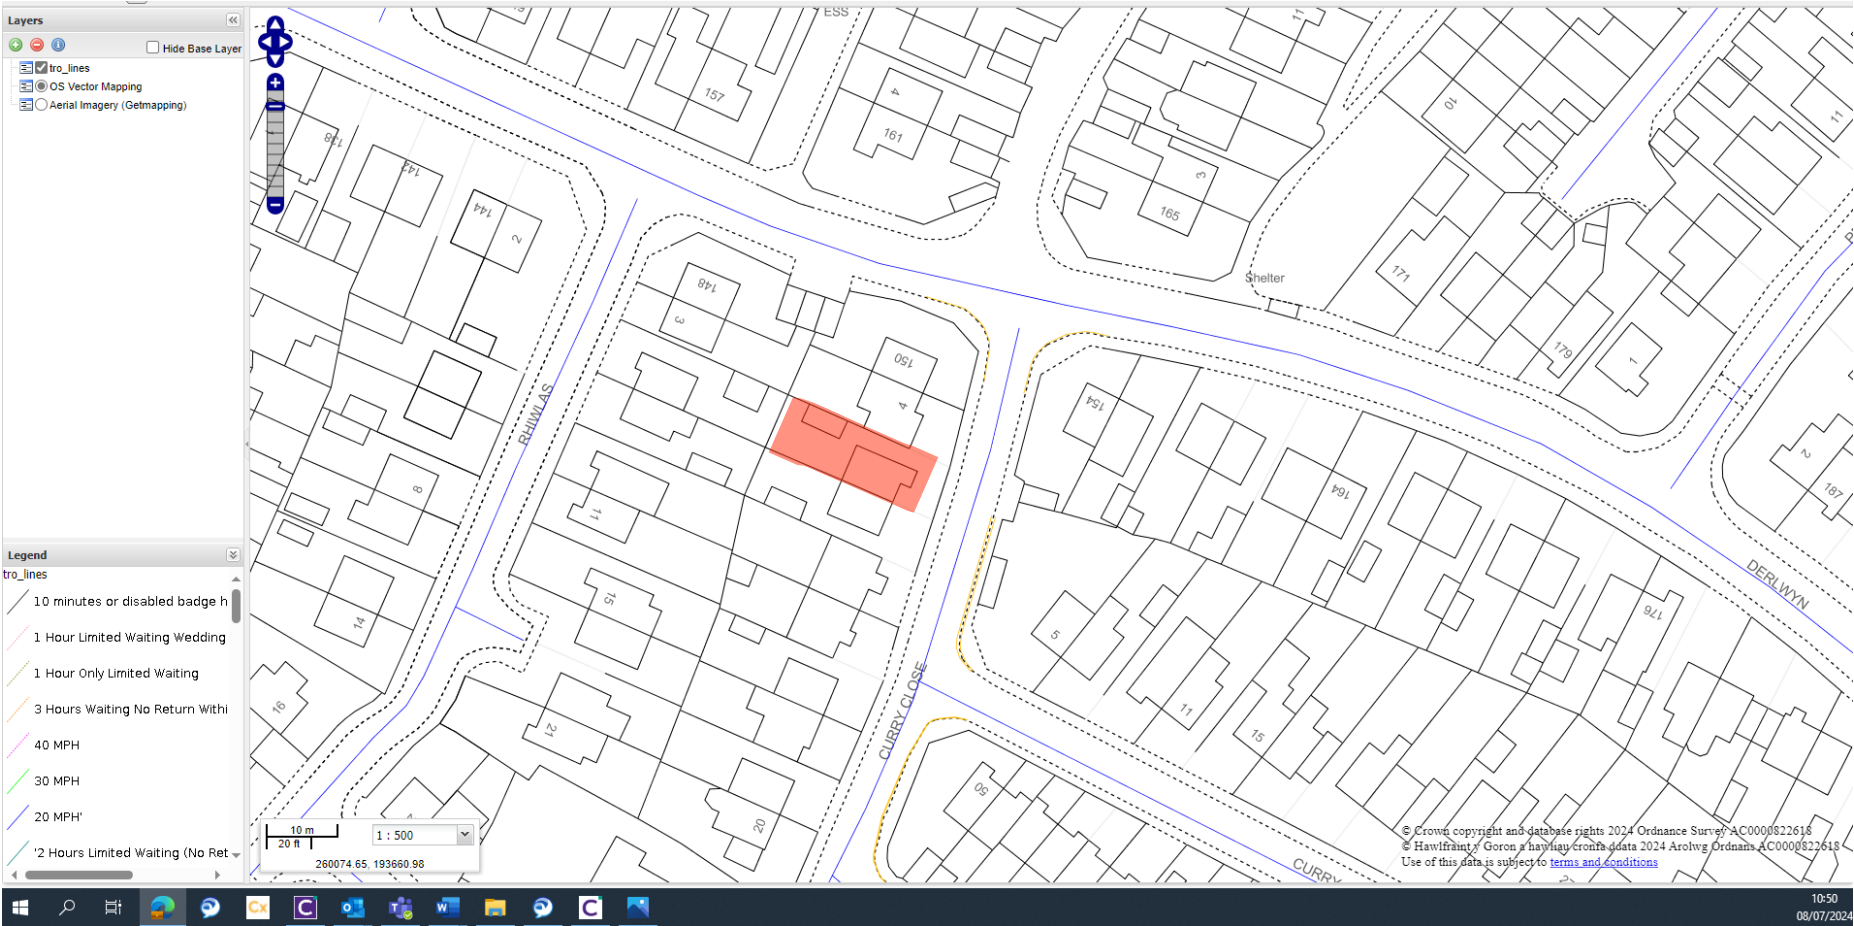 Layers
Hide Base Layer
tro_lines
OS Vector Mapping
Aerial Imagery (Getmapping)
Legend
tro_lines
10 minutes or disabled badge h
1 Hour Limited Waiting Wedding
1 Hour Only Limited Waiting
3 Hours Waiting No Return Withi
40 MPH
30 MPH
20 MPH'
'2 Hours Limited Waiting (No Ret
ESS
11
157
4
161
10
11
138
142
144
2
3
165
171
Shelter
179
1
148
3
150
4
154
164
2
187
RHIWLAS
8
11
14
15
16
21
5
11
15
DERLWYN
176
CURRY CLOSE
20
50
CURRY
10 m
20 ft
1 : 500
260074.65, 193660.98
© Crown copyright and database rights 2024 Ordnance Survey AC0000822618
© Hawlfraint y Goron a hawliau cronfa ddata 2024 Arolwg Ordnans AC0000822618
Use of this data is subject to terms and conditions
Cx
C
C
10:50
08/07/2024